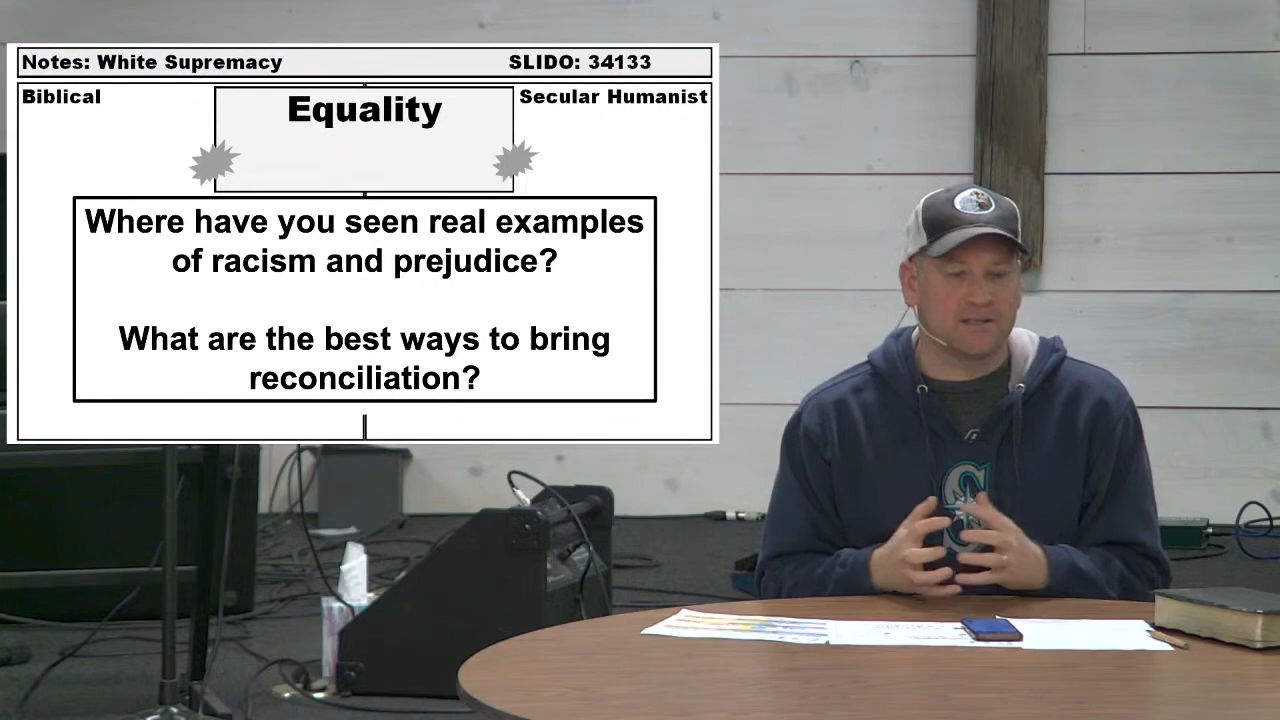 Notes: White Supremacy SLIDO: 34133
Biblical
Equality
Secular Humanist
Where have you seen real examples
of racism and prejudice?
What are the best ways to bring
reconciliation?
S